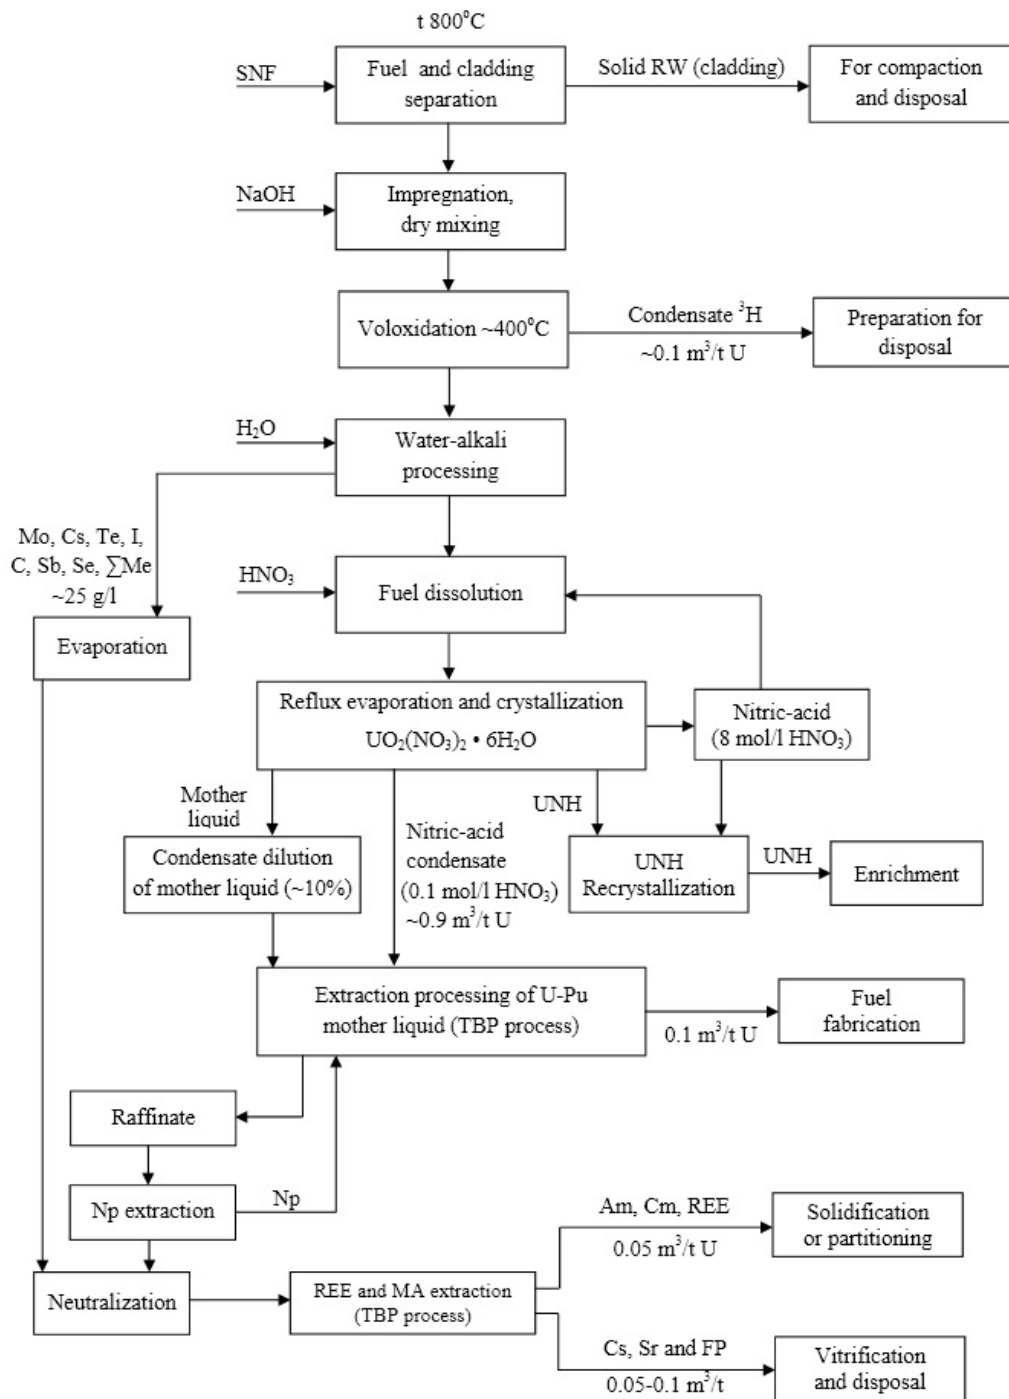 t 800°C
SNF
Fuel and cladding
separation
Solid RW (cladding)
For compaction
and disposal
NaOH
Impregnation,
dry mixing
Voloxidation ~400°C
Condensate ³H
~0.1 m³/t U
Preparation for
disposal
H₂O
Water-alkali
processing
Mo, Cs, Te, I,
C, Sb, Se, ∑Me
~25 g/l
HNO₃
Fuel dissolution
Evaporation
Reflux evaporation and crystallization
UO₂(NO₃)₂ • 6H₂O
Nitric-acid
(8 mol/l HNO₃)
Mother
liquid
Nitric-acid
condensate
(0.1 mol/l HNO₃)
~0.9 m³/t U
UNH
Condensate dilution
of mother liquid (~10%)
UNH
Recrystallization
UNH
Enrichment
Extraction processing of U-Pu
mother liquid (TBP process)
0.1 m³/t U
Fuel
fabrication
Raffinate
Np extraction
Np
Neutralization
REE and MA extraction
(TBP process)
Am, Cm, REE
0.05 m³/t U
Solidification
or partitioning
Cs, Sr and FP
0.05-0.1 m³/t
Vitrification
and disposal